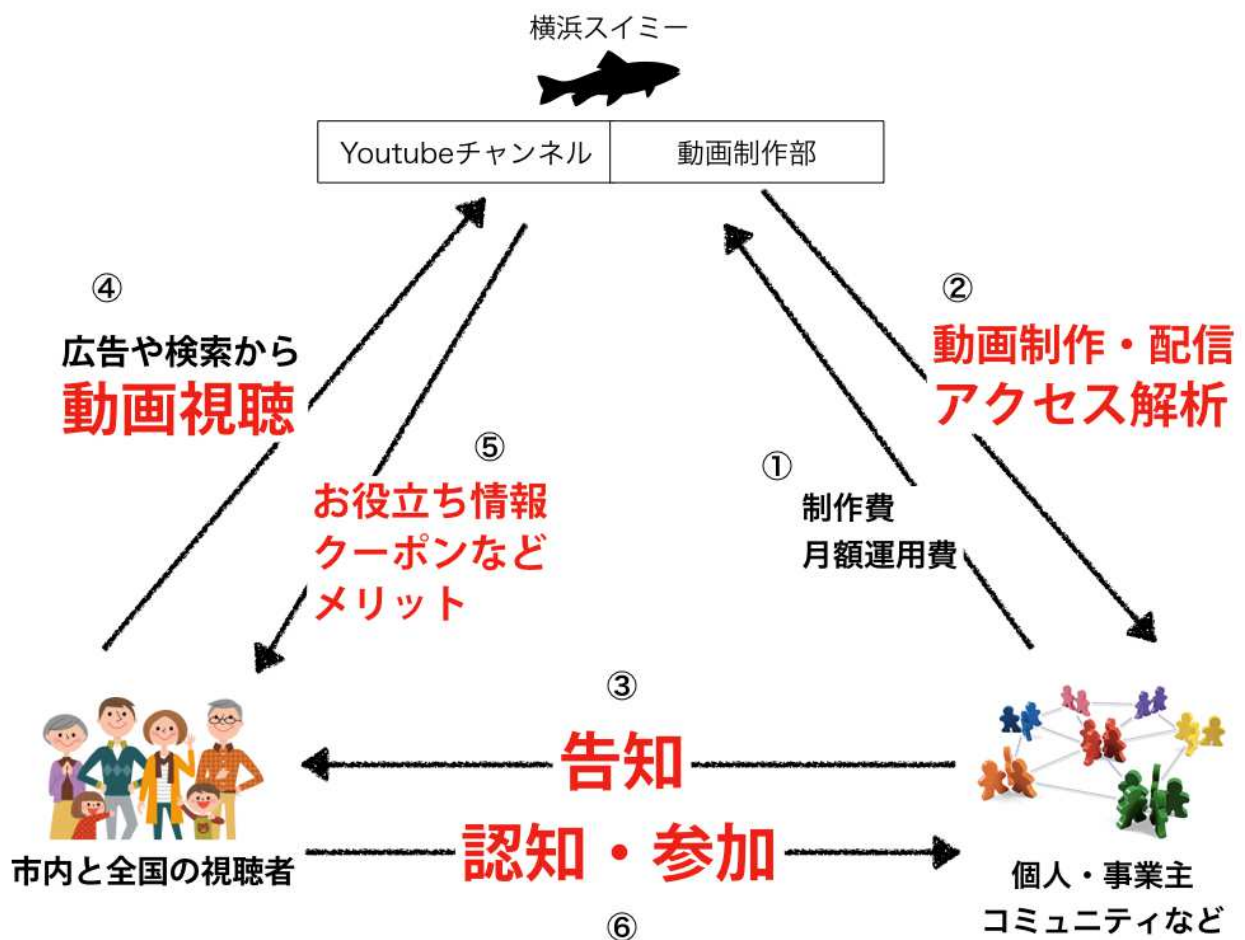 横浜スイミー
Youtubeチャンネル
動画制作部
④
広告や検索から
動画視聴
②
動画制作・配信
アクセス解析
⑤
お役立ち情報
クーポンなど
メリット
①
制作費
月額運用費
③
告知
認知・参加
⑥
市内と全国の視聴者
個人・事業主
コミュニティなど